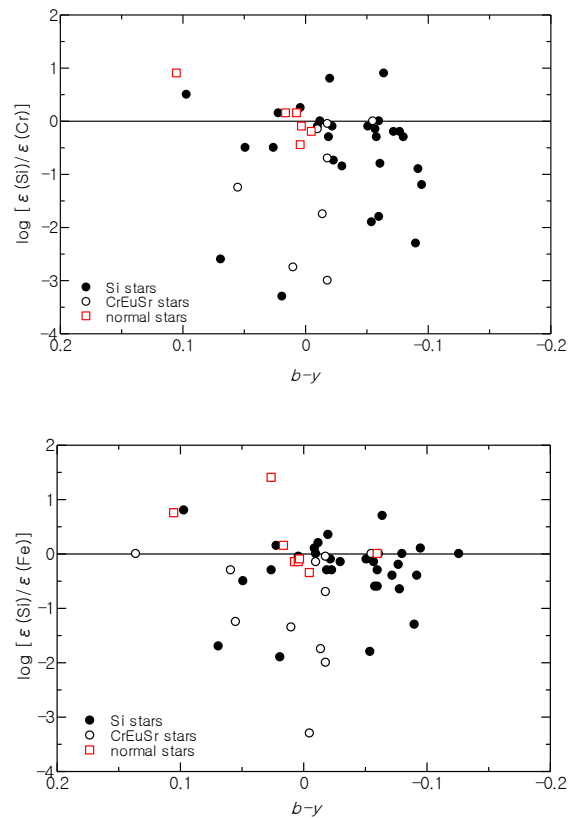 2
1
0
−1
−2
−3
−4
log [ ε (Si)/ ε (Cr)]
Si stars
CrEuSr stars
normal stars
0.2 0.1 0 −0.1 −0.2
b−y
2
1
0
−1
−2
−3
−4
log [ ε (Si)/ ε (Fe)]
Si stars
CrEuSr stars
normal stars
0.2 0.1 0 −0.1 −0.2
b−y